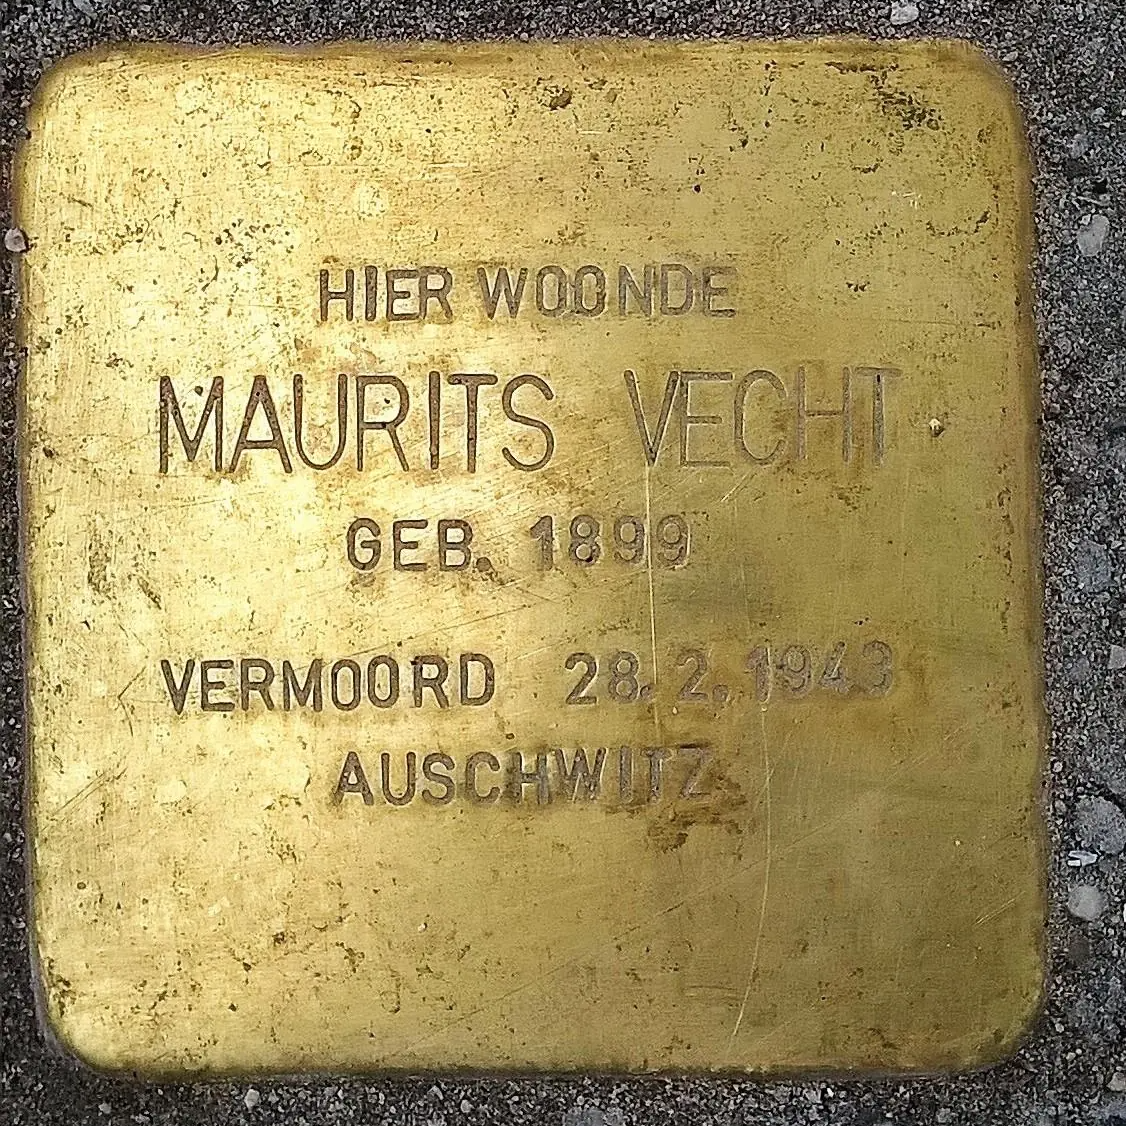 HIER WOONDE
MAURITS VECHT
GEB. 1899
VERMOORD 28.2.1943
AUSCHWITZ